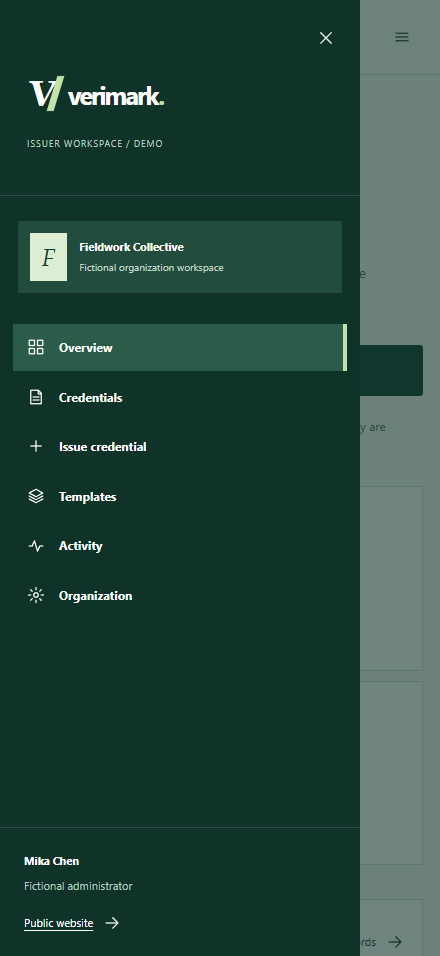 V verimark.
ISSUER WORKSPACE / DEMO
F
Fieldwork Collective
Fictional organization workspace
Overview
Credentials
Issue credential
Templates
Activity
Organization
Mika Chen
Fictional administrator
Public website